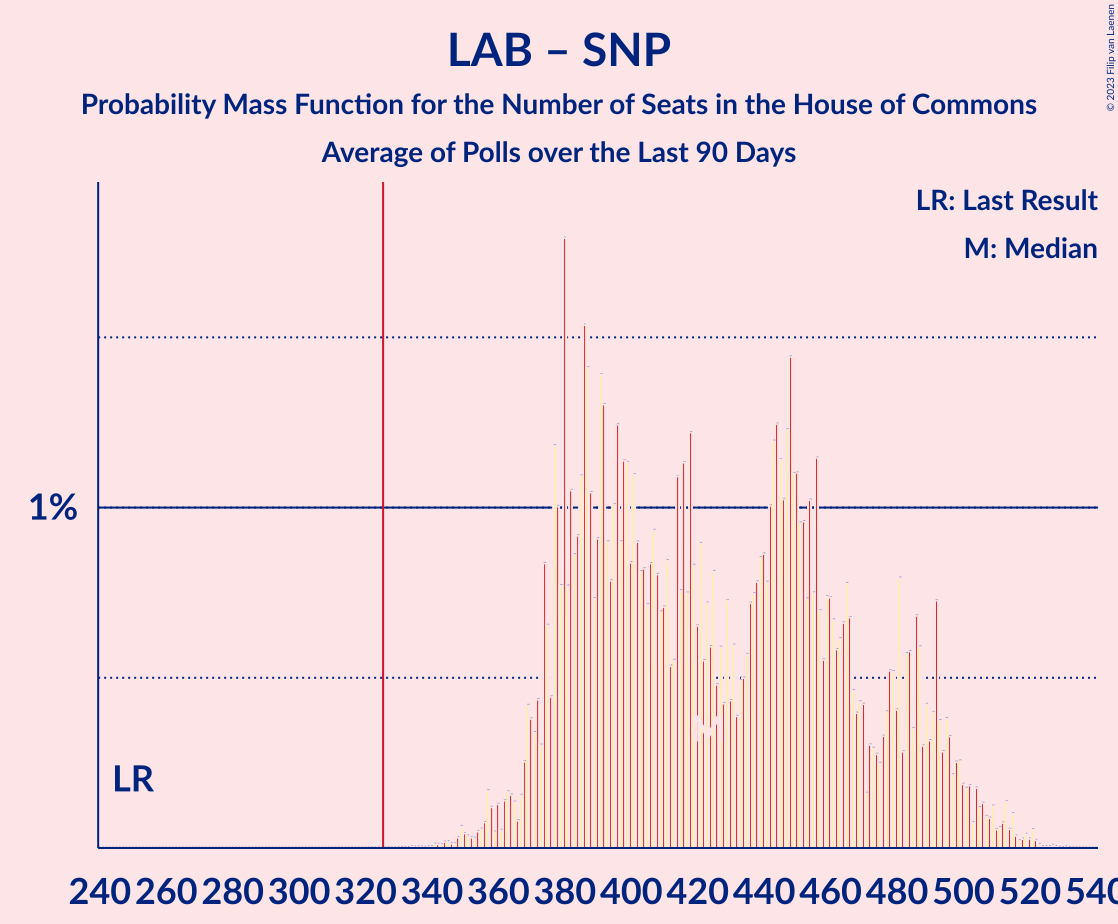 LAB – SNP
Probability Mass Function for the Number of Seats in the House of Commons
Average of Polls over the Last 90 Days
© 2023 Filip van Laenen
LR: Last Result
M: Median
1%
LR
M
240 260 280 300 320 340 360 380 400 420 440 460 480 500 520 540